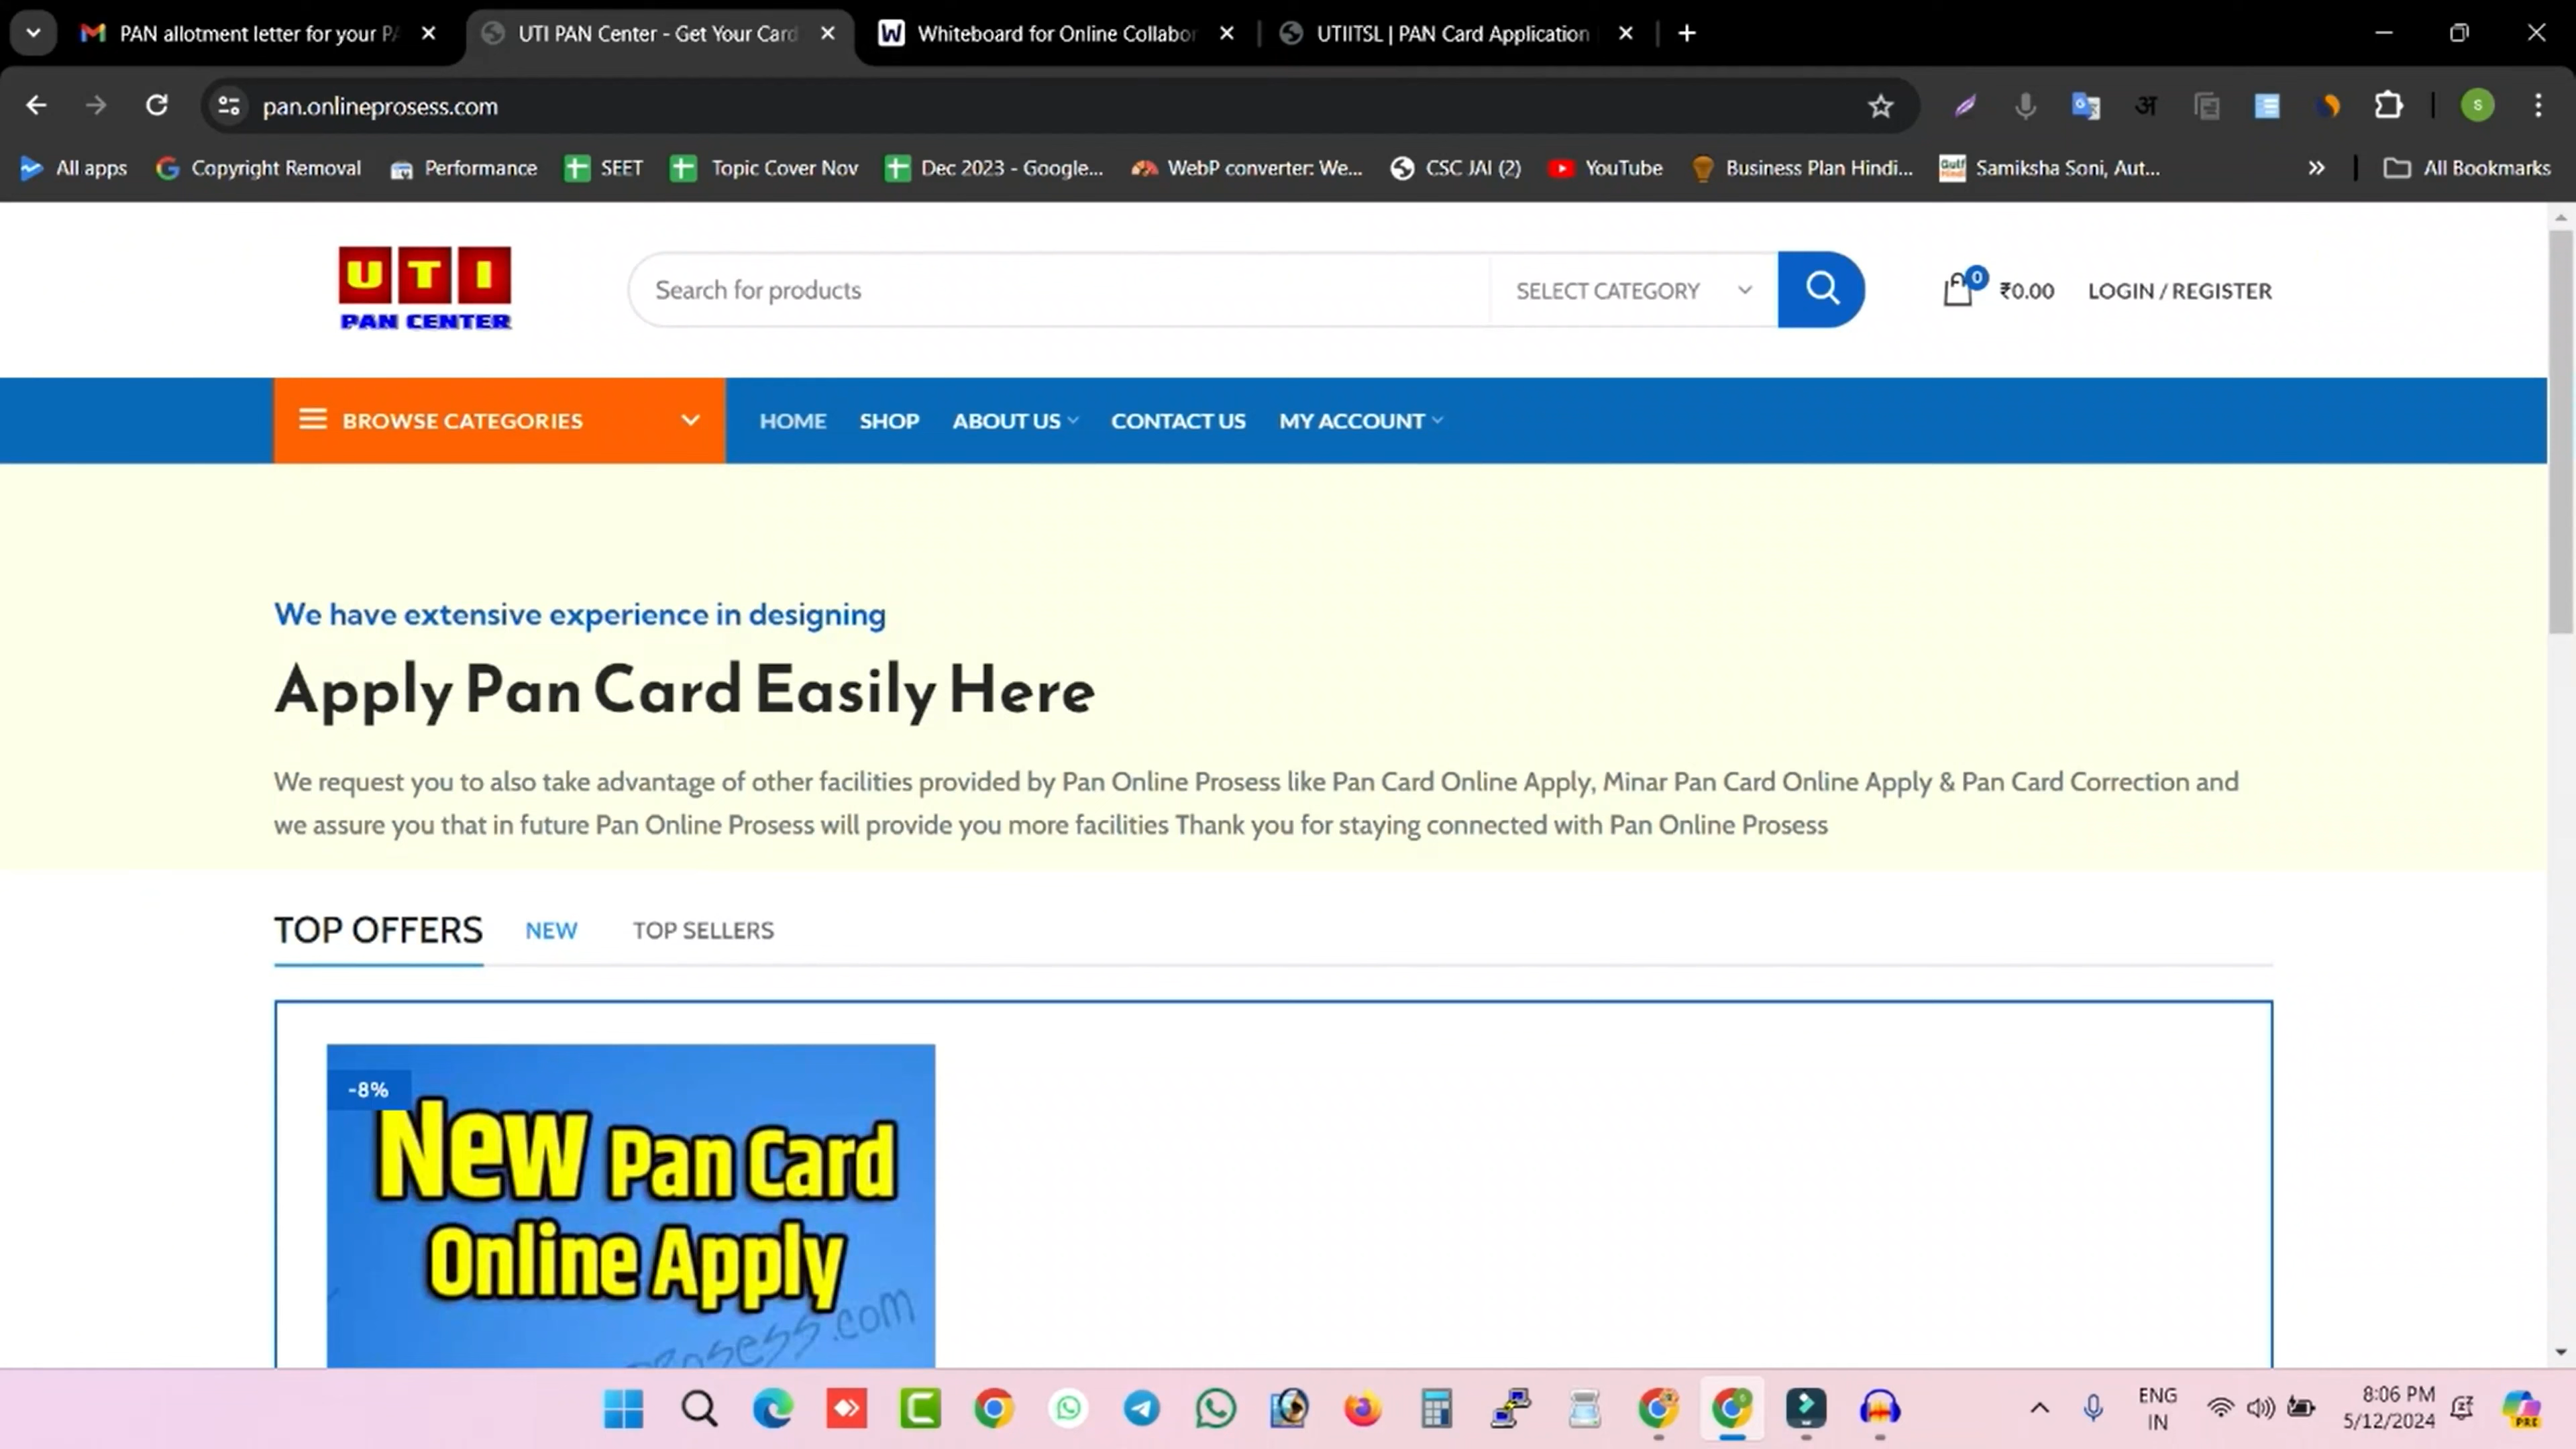 PAN allotment letter for your PA
UTI PAN Center - Get Your Card
Whiteboard for Online Collabor
UTIITSL | PAN Card Application
pan.onlineprosess.com
S
All apps
Copyright Removal
Performance
SEET
Topic Cover Nov
Dec 2023 - Google...
WebP converter: We...
CSC JAI (2)
YouTube
Business Plan Hindi...
Samiksha Soni, Aut...
All Bookmarks
UTI
PAN CENTER
Search for products
SELECT CATEGORY
0
₹0.00
LOGIN / REGISTER
BROWSE CATEGORIES
HOME
SHOP
ABOUT US
CONTACT US
MY ACCOUNT
We have extensive experience in designing
Apply Pan Card Easily Here
We request you to also take advantage of other facilities provided by Pan Online Prosess like Pan Card Online Apply, Minar Pan Card Online Apply & Pan Card Correction and
we assure you that in future Pan Online Prosess will provide you more facilities Thank you for staying connected with Pan Online Prosess
TOP OFFERS
NEW
TOP SELLERS
-8%
New Pan Card
Online Apply
ENG
IN
8:06 PM
5/12/2024
PRE